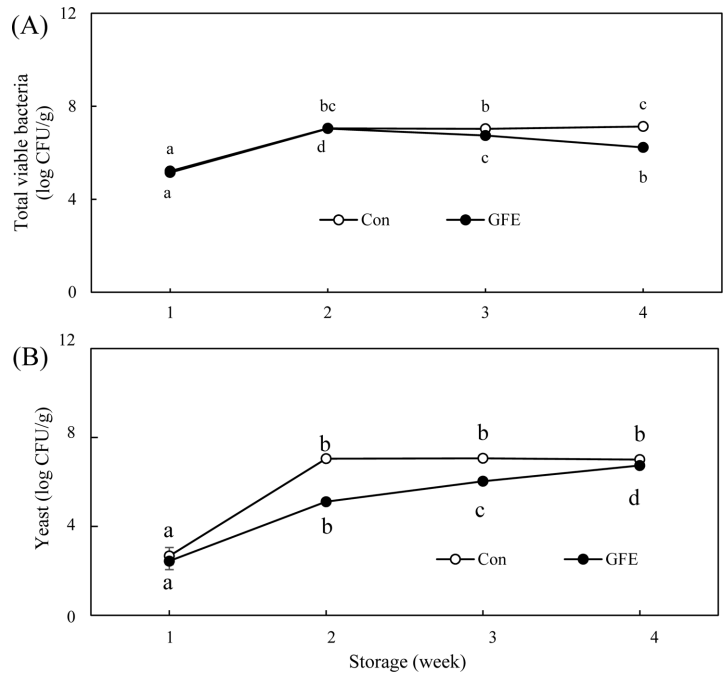 (A)
12
8
4
0
Total viable bacteria
(log CFU/g)
a
bc
b
c
a
d
c
b
Con
GFE
1
2
3
4
(B)
12
8
4
0
Yeast (log CFU/g)
a
b
b
b
a
b
c
d
Con
GFE
1
2
3
4
Storage (week)